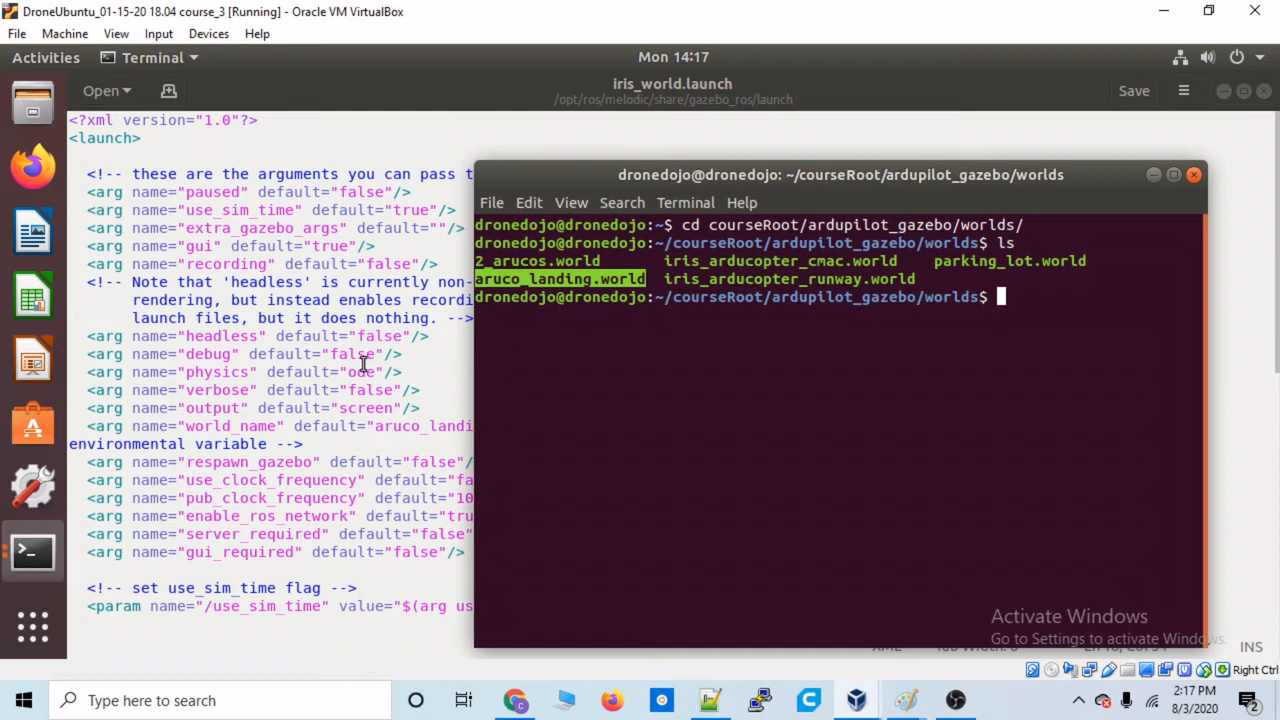 DroneUbuntu_01-15-20 18.04 course_3 [Running] - Oracle VM VirtualBox
File Machine View Input Devices Help
Activities Terminal Mon 14:17
Open iris_world.launch Save
/opt/ros/melodic/share/gazebo_ros/launch
<?xml version="1.0"?>
<launch>
<!-- these are the arguments you can pass t
<arg name="paused" default="false"/>
<arg name="use_sim_time" default="true"/>
<arg name="extra_gazebo_args" default=""/>
<arg name="gui" default="true"/>
<arg name="recording" default="false"/>
<!-- Note that 'headless' is currently non-
rendering, but instead enables recordi
launch files, but it does nothing. -->
<arg name="headless" default="false"/>
<arg name="debug" default="false"/>
<arg name="physics" default="ode"/>
<arg name="verbose" default="false"/>
<arg name="output" default="screen"/>
<arg name="world_name" default="aruco_landi
environmental variable -->
<arg name="respawn_gazebo" default="false"/
<arg name="use_clock_frequency" default="fa
<arg name="pub_clock_frequency" default="10
<arg name="enable_ros_network" default="tru
<arg name="server_required" default="false"
<arg name="gui_required" default="false"/>
<!-- set use_sim_time flag -->
<param name="/use_sim_time" value="$(arg us
dronedojo@dronedojo: ~/courseRoot/ardupilot_gazebo/worlds
File Edit View Search Terminal Help
dronedojo@dronedojo:~$ cd courseRoot/ardupilot_gazebo/worlds/
dronedojo@dronedojo:~/courseRoot/ardupilot_gazebo/worlds$ ls
2_arucos.world iris_arducopter_cmac.world parking_lot.world
aruco_landing.world iris_arducopter_runway.world
dronedojo@dronedojo:~/courseRoot/ardupilot_gazebo/worlds$
Activate Windows
Go to Settings to activate Windows.
INS
Right Ctrl
Type here to search
2:17 PM
8/3/2020
2